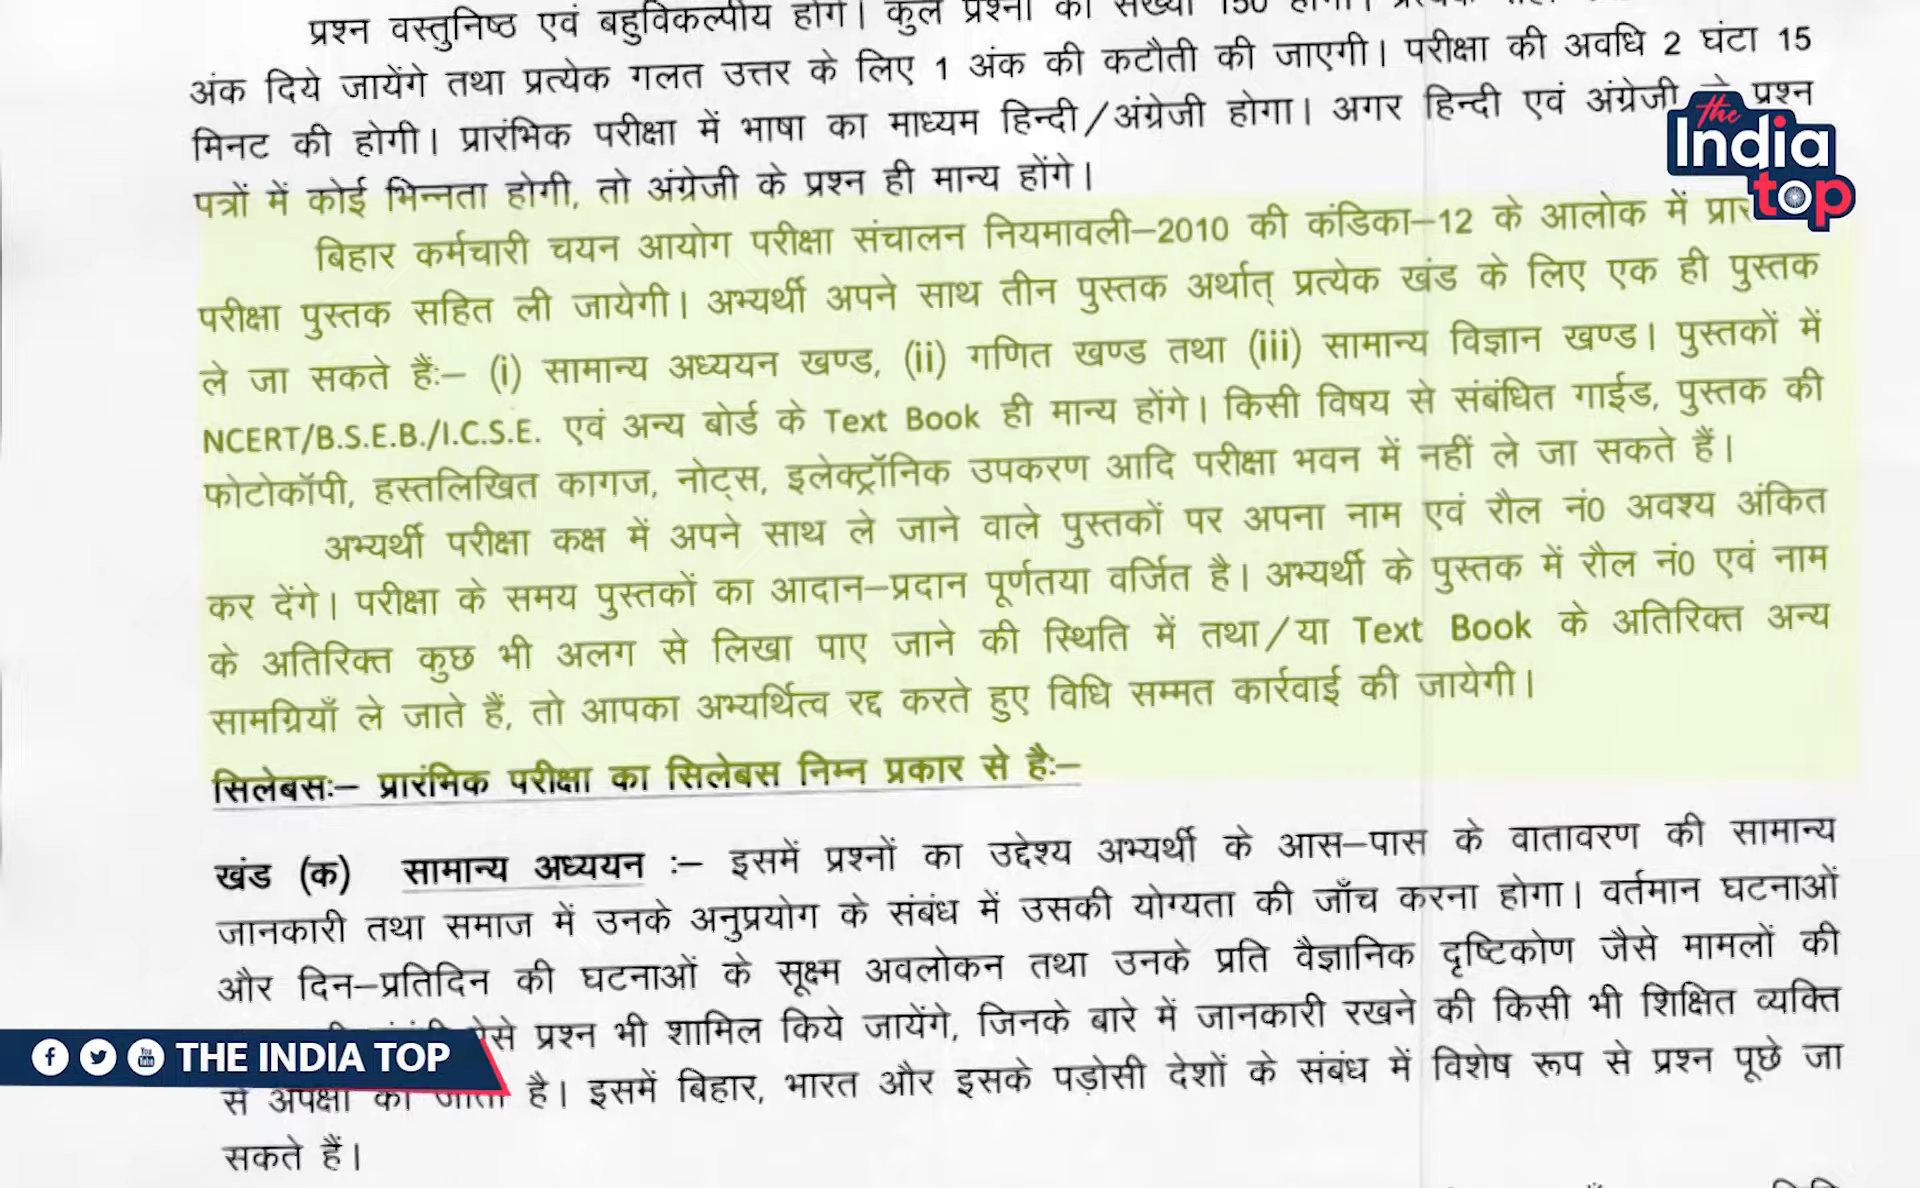 प्रश्न वस्तुनिष्ठ एवं बहुविकल्पीय होंगे। कुल प्रश्नों की संख्या 150 होगी।
अंक दिये जायेंगे तथा प्रत्येक गलत उत्तर के लिए 1 अंक की कटौती की जाएगी। परीक्षा की अवधि 2 घंटा 15
मिनट की होगी। प्रारंभिक परीक्षा में भाषा का माध्यम हिन्दी/अंग्रेजी होगा। अगर हिन्दी एवं अंग्रेजी के प्रश्न
पत्रों में कोई भिन्नता होगी, तो अंग्रेजी के प्रश्न ही मान्य होंगे।
The India top
बिहार कर्मचारी चयन आयोग परीक्षा संचालन नियमावली–2010 की कंडिका–12 के आलोक में
परीक्षा पुस्तक सहित ली जायेगी। अभ्यर्थी अपने साथ तीन पुस्तक अर्थात् प्रत्येक खंड के लिए एक ही पुस्तक
ले जा सकते हैंः– (i) सामान्य अध्ययन खण्ड, (ii) गणित खण्ड तथा (iii) सामान्य विज्ञान खण्ड। पुस्तकों में
NCERT/B.S.E.B./I.C.S.E. एवं अन्य बोर्ड के Text Book ही मान्य होंगे। किसी विषय से संबंधित गाईड, पुस्तक की
फोटोकॉपी, हस्तलिखित कागज, नोट्स, इलेक्ट्रॉनिक उपकरण आदि परीक्षा भवन में नहीं ले जा सकते हैं।
अभ्यर्थी परीक्षा कक्ष में अपने साथ ले जाने वाले पुस्तकों पर अपना नाम एवं रौल नं0 अवश्य अंकित
कर देंगे। परीक्षा के समय पुस्तकों का आदान–प्रदान पूर्णतया वर्जित है। अभ्यर्थी के पुस्तक में रौल नं0 एवं नाम
के अतिरिक्त कुछ भी अलग से लिखा पाए जाने की स्थिति में तथा/या Text Book के अतिरिक्त अन्य
सामग्रियाँ ले जाते हैं, तो आपका अभ्यर्थित्व रद्द करते हुए विधि सम्मत कार्रवाई की जायेगी।
सिलेबसः– प्रारंभिक परीक्षा का सिलेबस निम्न प्रकार से हैः–
खंड (क) सामान्य अध्ययन :– इसमें प्रश्नों का उद्देश्य अभ्यर्थी के आस–पास के वातावरण की सामान्य
जानकारी तथा समाज में उनके अनुप्रयोग के संबंध में उसकी योग्यता की जाँच करना होगा। वर्तमान घटनाओं
और दिन–प्रतिदिन की घटनाओं के सूक्ष्म अवलोकन तथा उनके प्रति वैज्ञानिक दृष्टिकोण जैसे मामलों की
ऐसे प्रश्न भी शामिल किये जायेंगे, जिनके बारे में जानकारी रखने की किसी भी शिक्षित व्यक्ति
THE INDIA TOP
से अपेक्षा की जाती है। इसमें बिहार, भारत और इसके पड़ोसी देशों के संबंध में विशेष रूप से प्रश्न पूछे जा
सकते हैं।